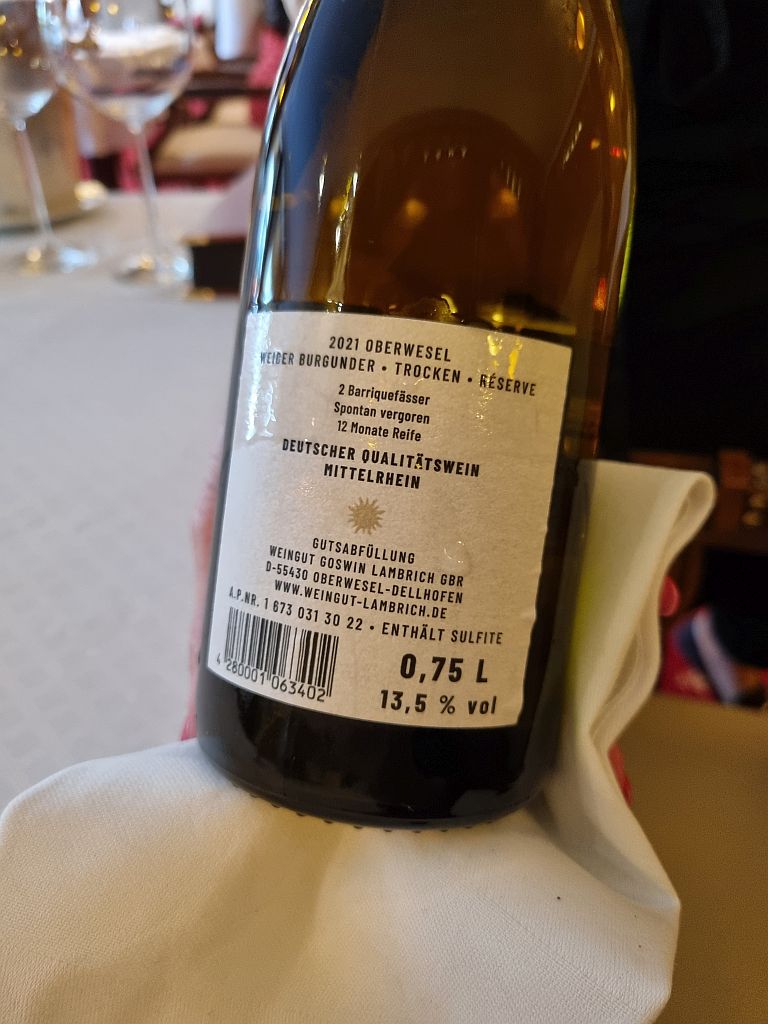 2021 OBERWESEL
WEIßER BURGUNDER • TROCKEN • RÉSERVE
2 Barriquefässer
Spontan vergoren
12 Monate Reife
DEUTSCHER QUALITÄTSWEIN
MITTELRHEIN
GUTSABFÜLLUNG
WEINGUT GOSWIN LAMBRICH GBR
D-55430 OBERWESEL-DELLHOFEN
WWW.WEINGUT-LAMBRICH.DE
A.P.NR. 1 673 031 30 22 • ENTHÄLT SULFITE
4 280001 063402
0,75 L
13,5 % vol